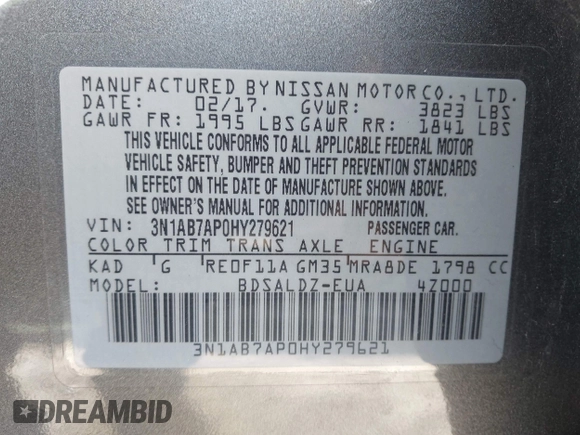 MANUFACTURED BY NISSAN MOTOR CO., LTD.
DATE: 02/17. GVWR: 3823 LBS
GAWR FR: 1995 LBS GAWR RR: 1841 LBS
THIS VEHICLE CONFORMS TO ALL APPLICABLE FEDERAL MOTOR
VEHICLE SAFETY, BUMPER AND THEFT PREVENTION STANDARDS
IN EFFECT ON THE DATE OF MANUFACTURE SHOWN ABOVE.
SEE OWNER'S MANUAL FOR ADDITIONAL INFORMATION.
VIN: 3N1AB7AP0HY279621 PASSENGER CAR.
COLOR TRIM TRANS AXLE ENGINE
KAD G RE0F11A GM35 MRA8DE 1798 CC
MODEL: BDSALDZ-EUA 4Z000
3N1AB7AP0HY279621
DREAMBID